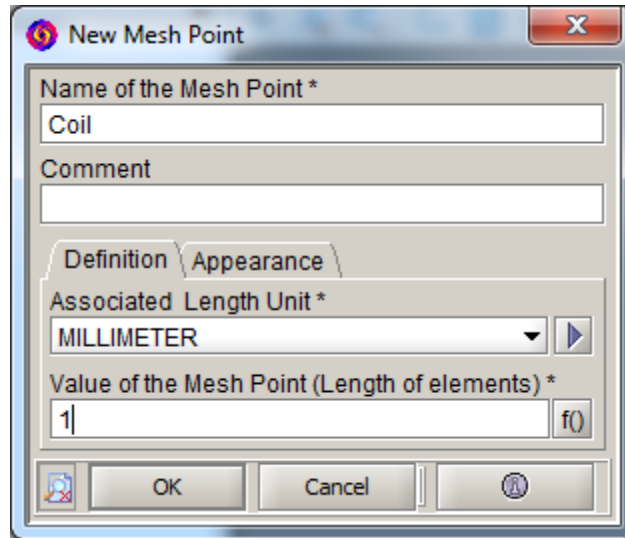 New Mesh Point
Name of the Mesh Point *
Coil
Comment
Definition Appearance
Associated Length Unit *
MILLIMETER
Value of the Mesh Point (Length of elements) *
1 f()
OK Cancel